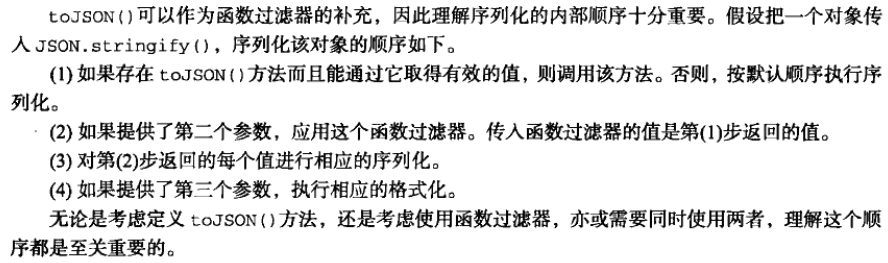 toJSON()可以作为函数过滤器的补充，因此理解序列化的内部顺序十分重要。假设把一个对象传
入 JSON.stringify()，序列化该对象的顺序如下。
(1) 如果存在 toJSON()方法而且能通过它取得有效的值，则调用该方法。否则，按默认顺序执行序
列化。
(2) 如果提供了第二个参数，应用这个函数过滤器。传入函数过滤器的值是第(1)步返回的值。
(3) 对第(2)步返回的每个值进行相应的序列化。
(4) 如果提供了第三个参数，执行相应的格式化。
无论是考虑定义 toJSON()方法，还是考虑使用函数过滤器，亦或需要同时使用两者，理解这个顺
序都是至关重要的。